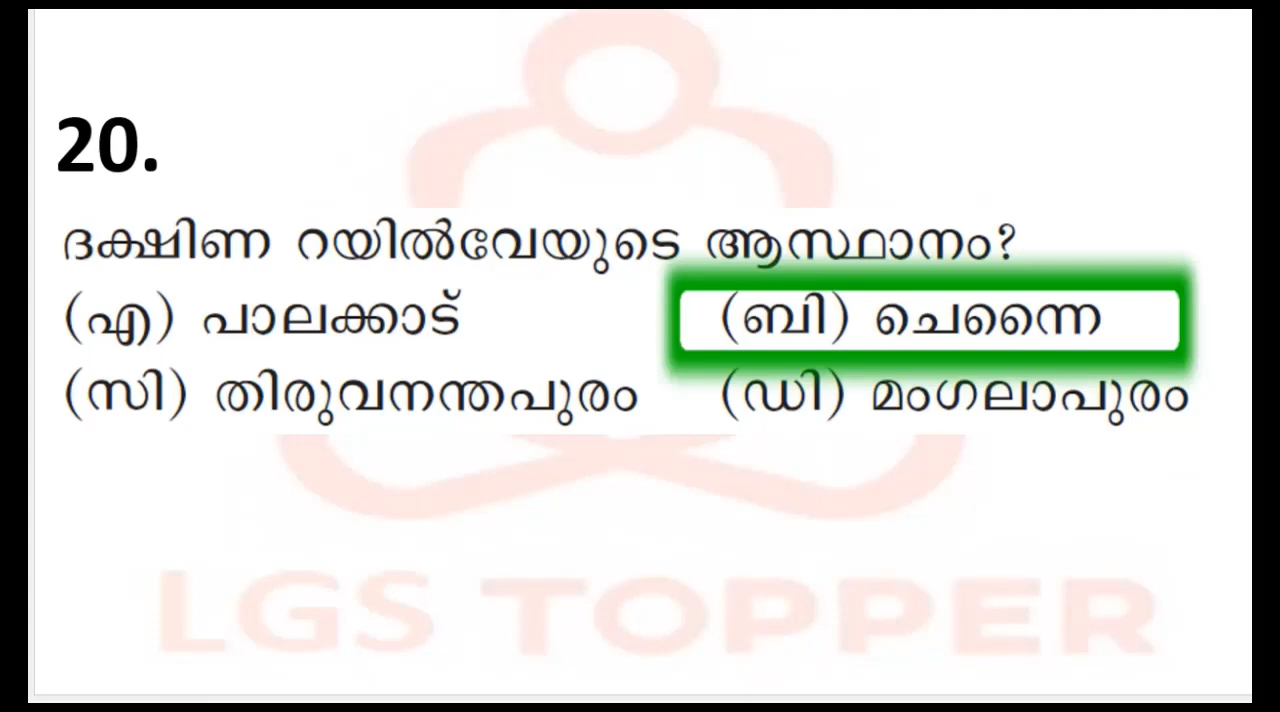 20.
ദക്ഷിണ റയിൽവേയുടെ ആസ്ഥാനം?
(എ) പാലക്കാട് (ബി) ചെന്നൈ
(സി) തിരുവനന്തപുരം (ഡി) മംഗലാപുരം
LGS TOPPER